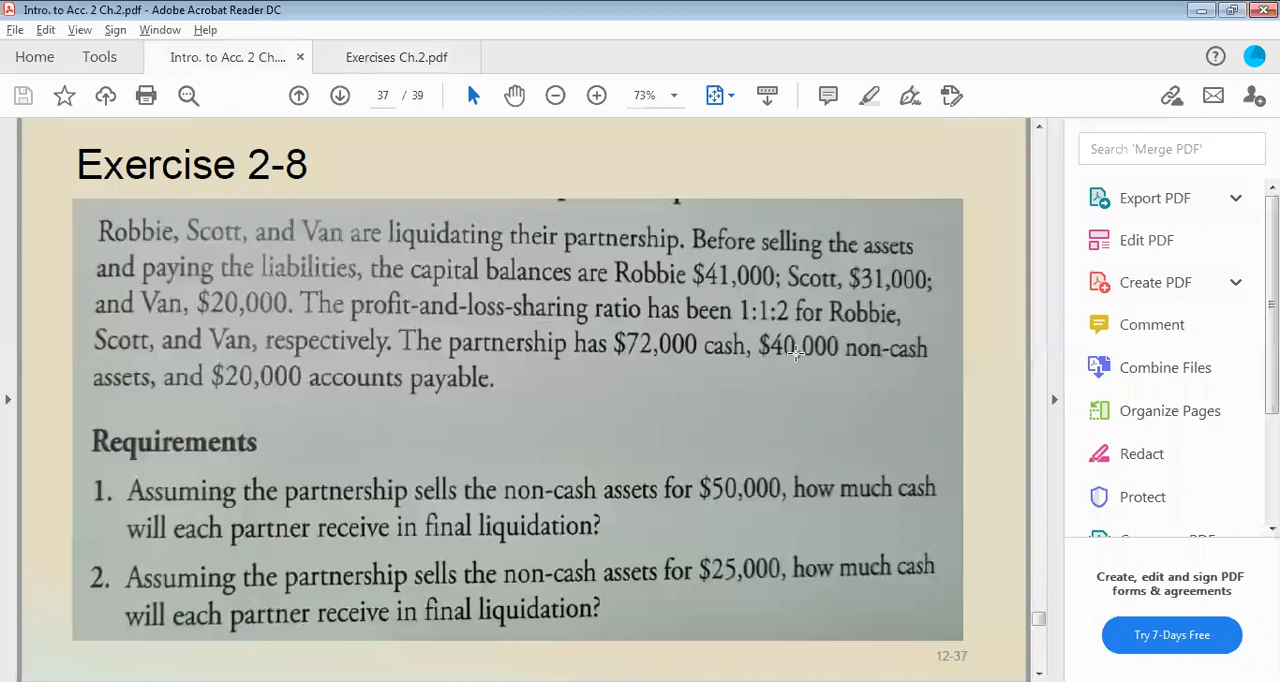 Intro. to Acc. 2 Ch.2.pdf - Adobe Acrobat Reader DC
File Edit View Sign Window Help
Home Tools Intro. to Acc. 2 Ch.... × Exercises Ch.2.pdf
37 / 39 73%
Search 'Merge PDF'
Exercise 2-8
Robbie, Scott, and Van are liquidating their partnership. Before selling the assets
and paying the liabilities, the capital balances are Robbie $41,000; Scott, $31,000;
and Van, $20,000. The profit-and-loss-sharing ratio has been 1:1:2 for Robbie,
Scott, and Van, respectively. The partnership has $72,000 cash, $40,000 non-cash
assets, and $20,000 accounts payable.
Requirements
1. Assuming the partnership sells the non-cash assets for $50,000, how much cash
will each partner receive in final liquidation?
2. Assuming the partnership sells the non-cash assets for $25,000, how much cash
will each partner receive in final liquidation?
12-37
Export PDF
Edit PDF
Create PDF
Comment
Combine Files
Organize Pages
Redact
Protect
Create, edit and sign PDF
forms & agreements
Try 7-Days Free